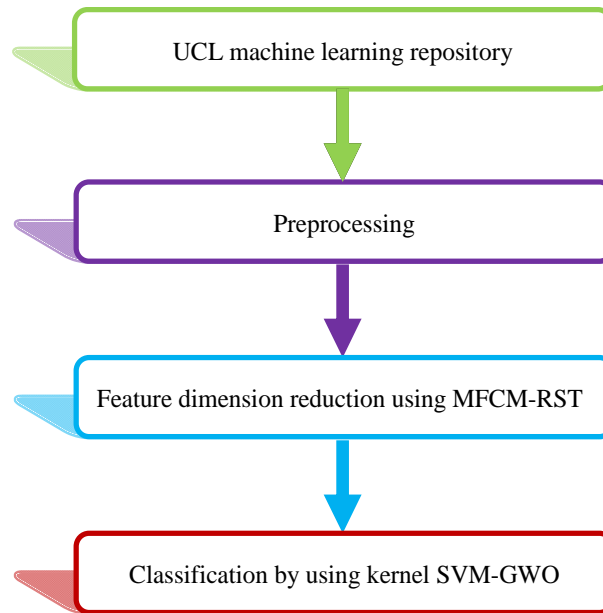 UCL machine learning repository
Preprocessing
Feature dimension reduction using MFCM-RST
Classification by using kernel SVM-GWO